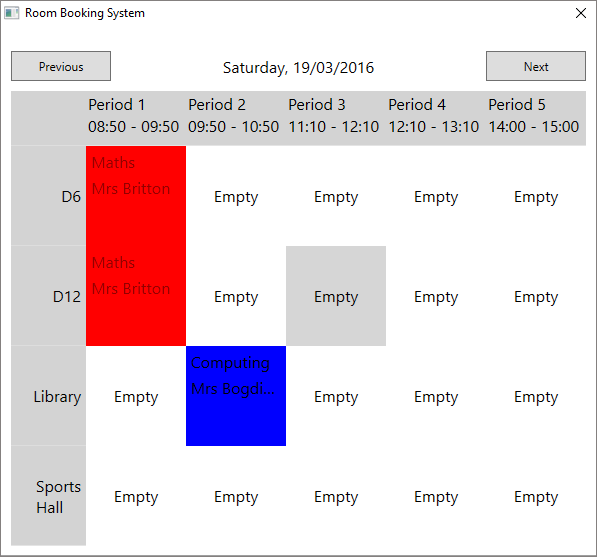 Room Booking System
Previous
Saturday, 19/03/2016
Next
Period 1 Period 2 Period 3 Period 4 Period 5
08:50 - 09:50 09:50 - 10:50 11:10 - 12:10 12:10 - 13:10 14:00 - 15:00
Maths
Mrs Britton
D6 Empty Empty Empty Empty
Maths
Mrs Britton
D12 Empty Empty Empty Empty
Computing
Mrs Bogdi...
Library Empty Empty Empty Empty
Sports
Hall
Empty Empty Empty Empty Empty